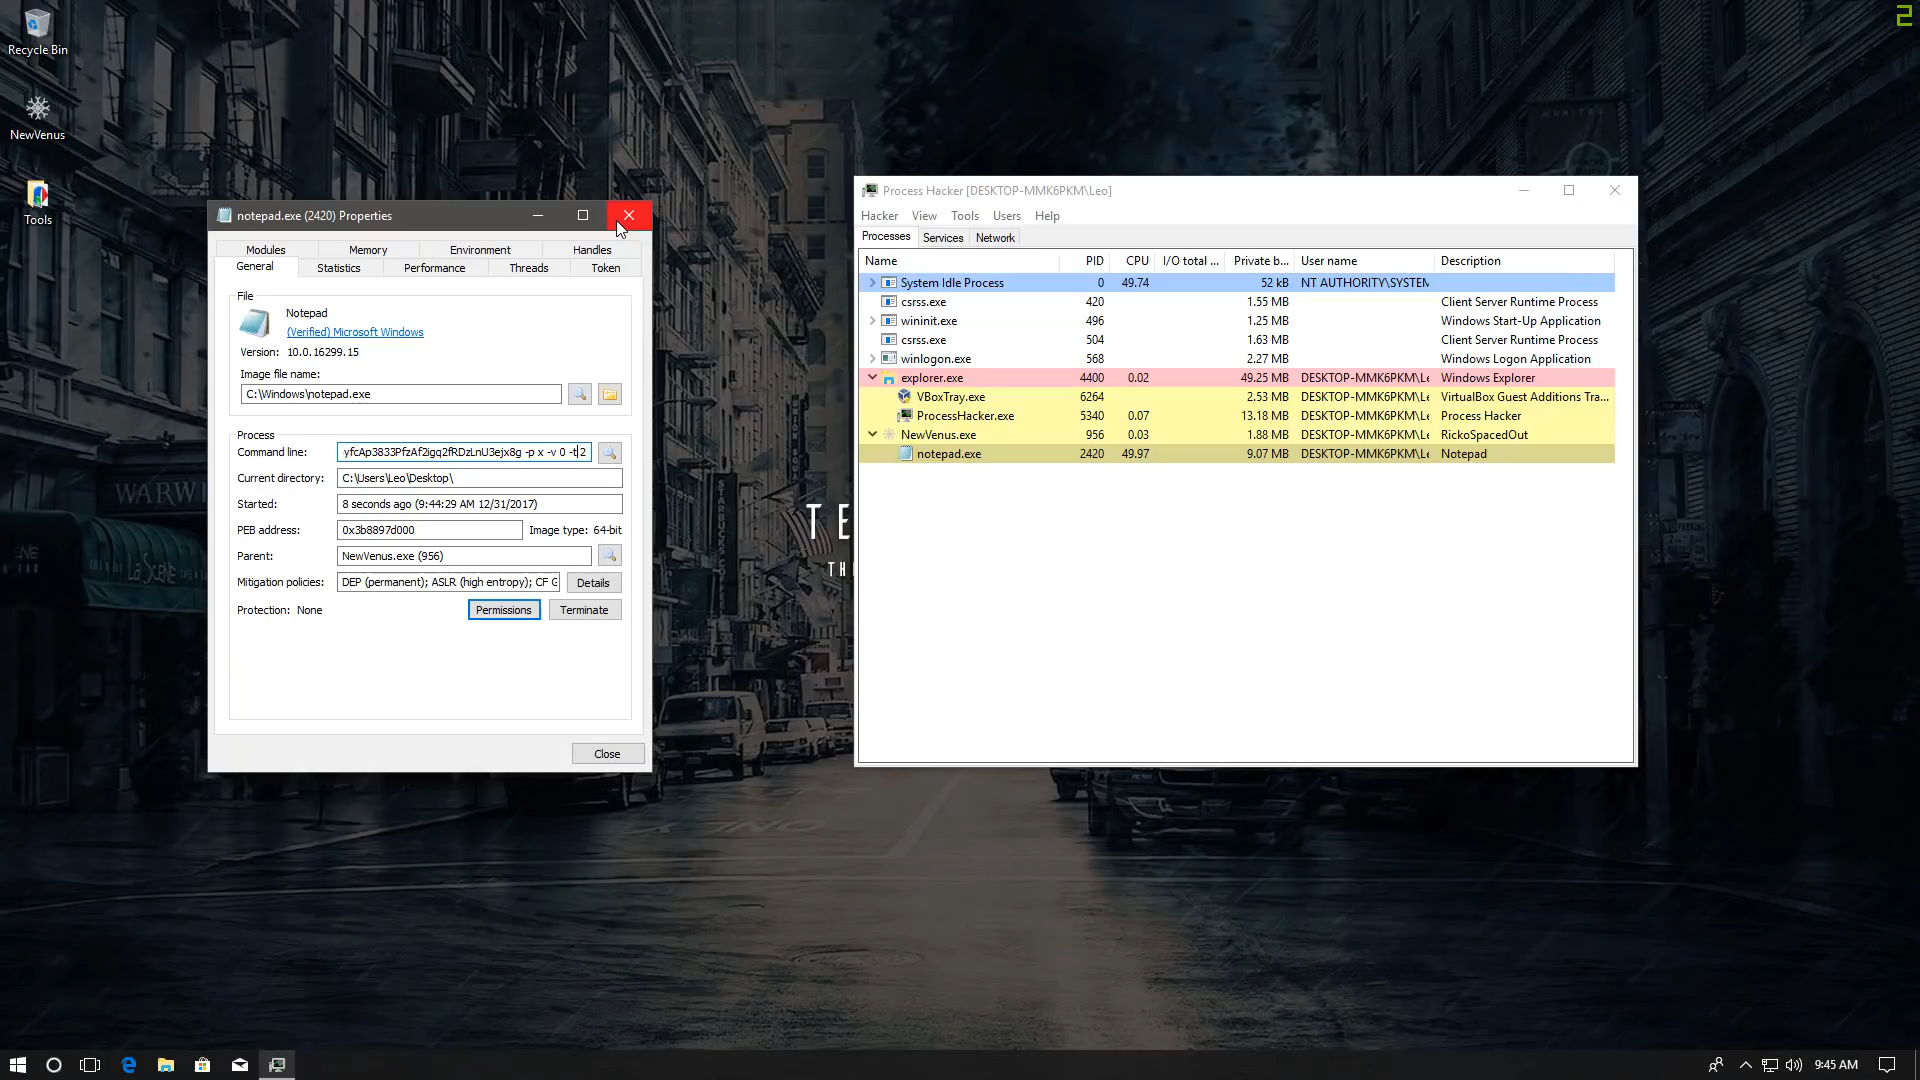 2
Recycle Bin
NewVenus
Tools
notepad.exe (2420) Properties
Modules Memory Environment Handles
General Statistics Performance Threads Token
File
Notepad
(Verified) Microsoft Windows
Version: 10.0.16299.15
Image file name:
C:\Windows\notepad.exe
Process
Command line: yfcAp3833PfzAf2igq2fRDzLnU3ejx8g -p x -v 0 -t 2
Current directory: C:\Users\Leo\Desktop\
Started: 8 seconds ago (9:44:29 AM 12/31/2017)
PEB address: 0x3b8897d000 Image type: 64-bit
Parent: NewVenus.exe (956)
Mitigation policies: DEP (permanent); ASLR (high entropy); CF G Details
Protection: None Permissions Terminate
Close
Process Hacker [DESKTOP-MMK6PKM\Leo]
Hacker View Tools Users Help
Processes Services Network
Name PID CPU I/O total ... Private b... User name Description
System Idle Process 0 49.74 52 kB NT AUTHORITY\SYSTEM
csrss.exe 420 1.55 MB Client Server Runtime Process
wininit.exe 496 1.25 MB Windows Start-Up Application
csrss.exe 504 1.63 MB Client Server Runtime Process
winlogon.exe 568 2.27 MB Windows Logon Application
explorer.exe 4400 0.02 49.25 MB DESKTOP-MMK6PKM\Le Windows Explorer
VBoxTray.exe 6264 2.53 MB DESKTOP-MMK6PKM\Le VirtualBox Guest Additions Tra...
ProcessHacker.exe 5340 0.07 13.18 MB DESKTOP-MMK6PKM\Le Process Hacker
NewVenus.exe 956 0.03 1.88 MB DESKTOP-MMK6PKM\Le RickoSpacedOut
notepad.exe 2420 49.97 9.07 MB DESKTOP-MMK6PKM\Le Notepad
WARWI
STARBUCKS
LaScene
TE
TH
9:45 AM